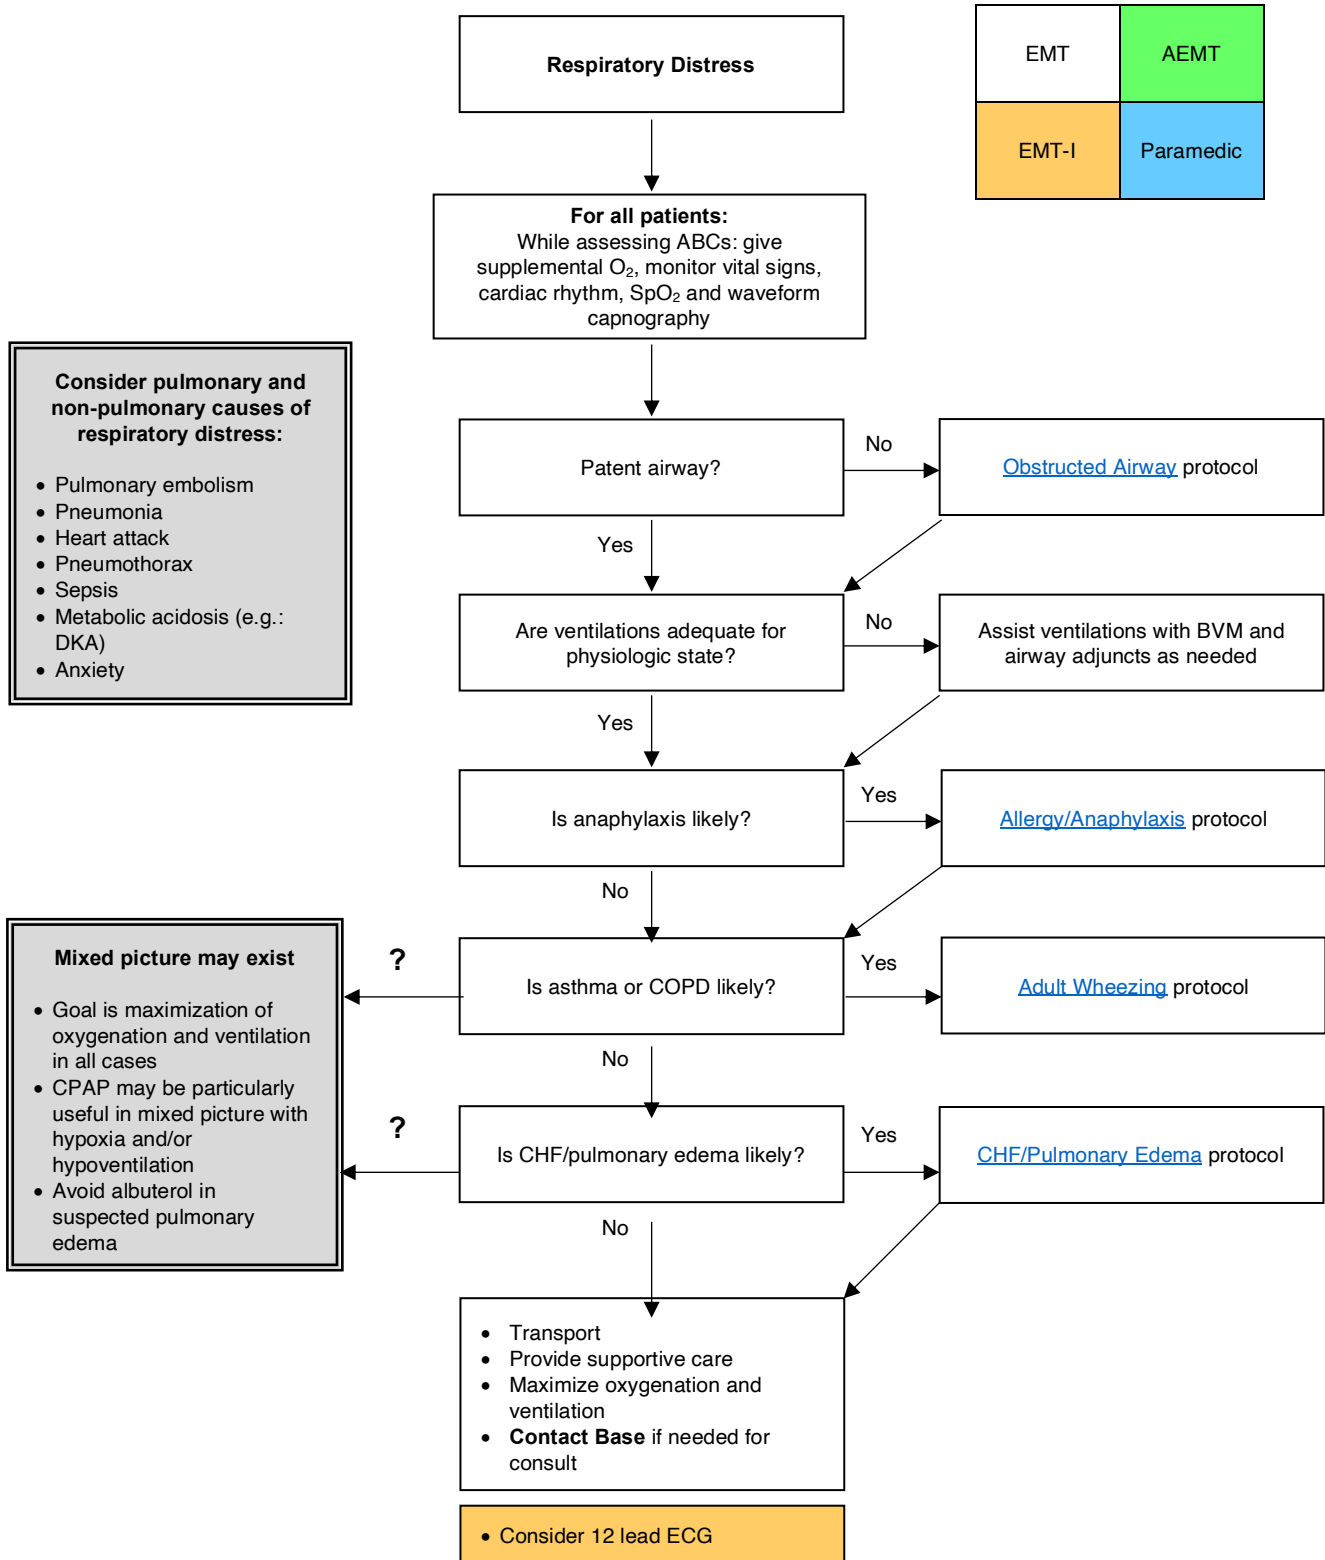 Respiratory Distress
EMT
AEMT
EMT-I
Paramedic
For all patients:
While assessing ABCs: give
supplemental O₂, monitor vital signs,
cardiac rhythm, SpO₂ and waveform
capnography
Consider pulmonary and
non-pulmonary causes of
respiratory distress:
• Pulmonary embolism
• Pneumonia
• Heart attack
• Pneumothorax
• Sepsis
• Metabolic acidosis (e.g.:
DKA)
• Anxiety
Patent airway?
No
Obstructed Airway protocol
Yes
Are ventilations adequate for
physiologic state?
No
Assist ventilations with BVM and
airway adjuncts as needed
Yes
Is anaphylaxis likely?
Yes
Allergy/Anaphylaxis protocol
No
Mixed picture may exist
• Goal is maximization of
oxygenation and ventilation
in all cases
• CPAP may be particularly
useful in mixed picture with
hypoxia and/or
hypoventilation
• Avoid albuterol in
suspected pulmonary
edema
?
Is asthma or COPD likely?
Yes
Adult Wheezing protocol
No
?
Is CHF/pulmonary edema likely?
Yes
CHF/Pulmonary Edema protocol
No
• Transport
• Provide supportive care
• Maximize oxygenation and
ventilation
• Contact Base if needed for
consult
• Consider 12 lead ECG